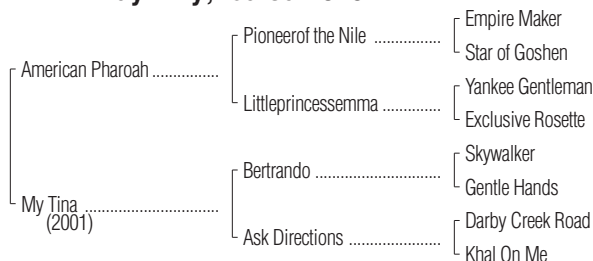 Pioneerof the Nile ................
Empire Maker
Star of Goshen
American Pharoah ................
Littleprincessemma ..............
Yankee Gentleman
Exclusive Rosette
Bertrando ..............................
Skywalker
Gentle Hands
My Tina ................................
(2001)
Ask Directions ......................
Darby Creek Road
Khal On Me